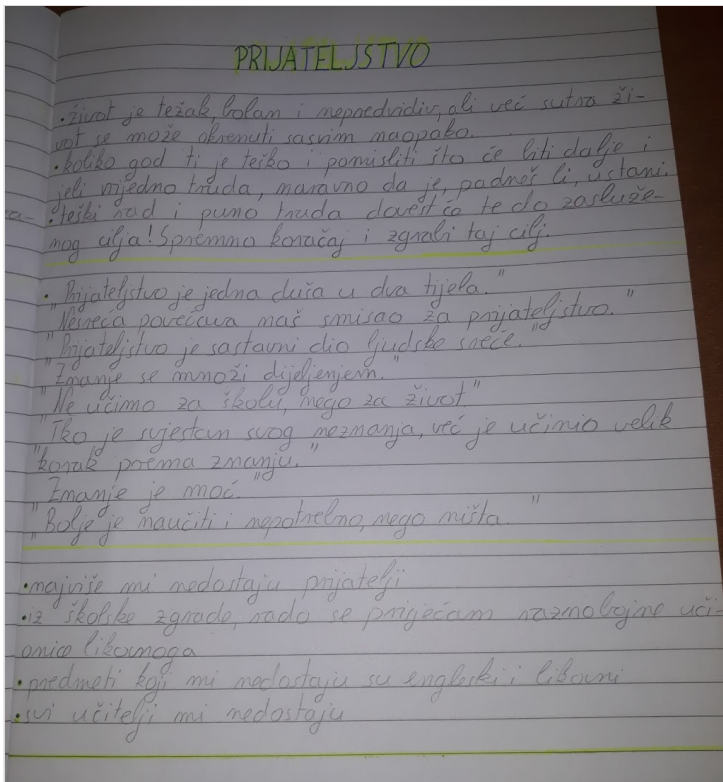 PRIJATELJSTVO
•život je težak, bolan i nepredvidiv, ali već sutra ži-
vot se može okrenuti sasvim naopako.
•koliko god ti je teško i pomisliti što će biti dalje i
jeli vrijedno truda, naravno da je, padneš li, ustani.
•teški rad i puno truda dovest će te do zasluže-
nog cilja! Spremno koračaj i zgrabi taj cilj.
• "Prijateljstvo je jedna duša u dva tijela."
"Nesreća povećava naš smisao za prijateljstvo."
"Prijateljstvo je sastavni dio ljudske sreće."
"Znanje se množi dijeljenjem."
"Ne učimo za školu, nego za život"
"Tko je svjestan svog neznanja, već je učinio velik
korak prema znanju."
"Znanje je moć."
"Bolje je naučiti i nepotrebno, nego ništa."
•najviše mi nedostaju prijatelji
•iz školske zgrade, rado se prisjećam raznobojne uči-
onice likovnoga
•predmeti koji mi nedostaju su engleski i likovni
•svi učitelji mi nedostaju